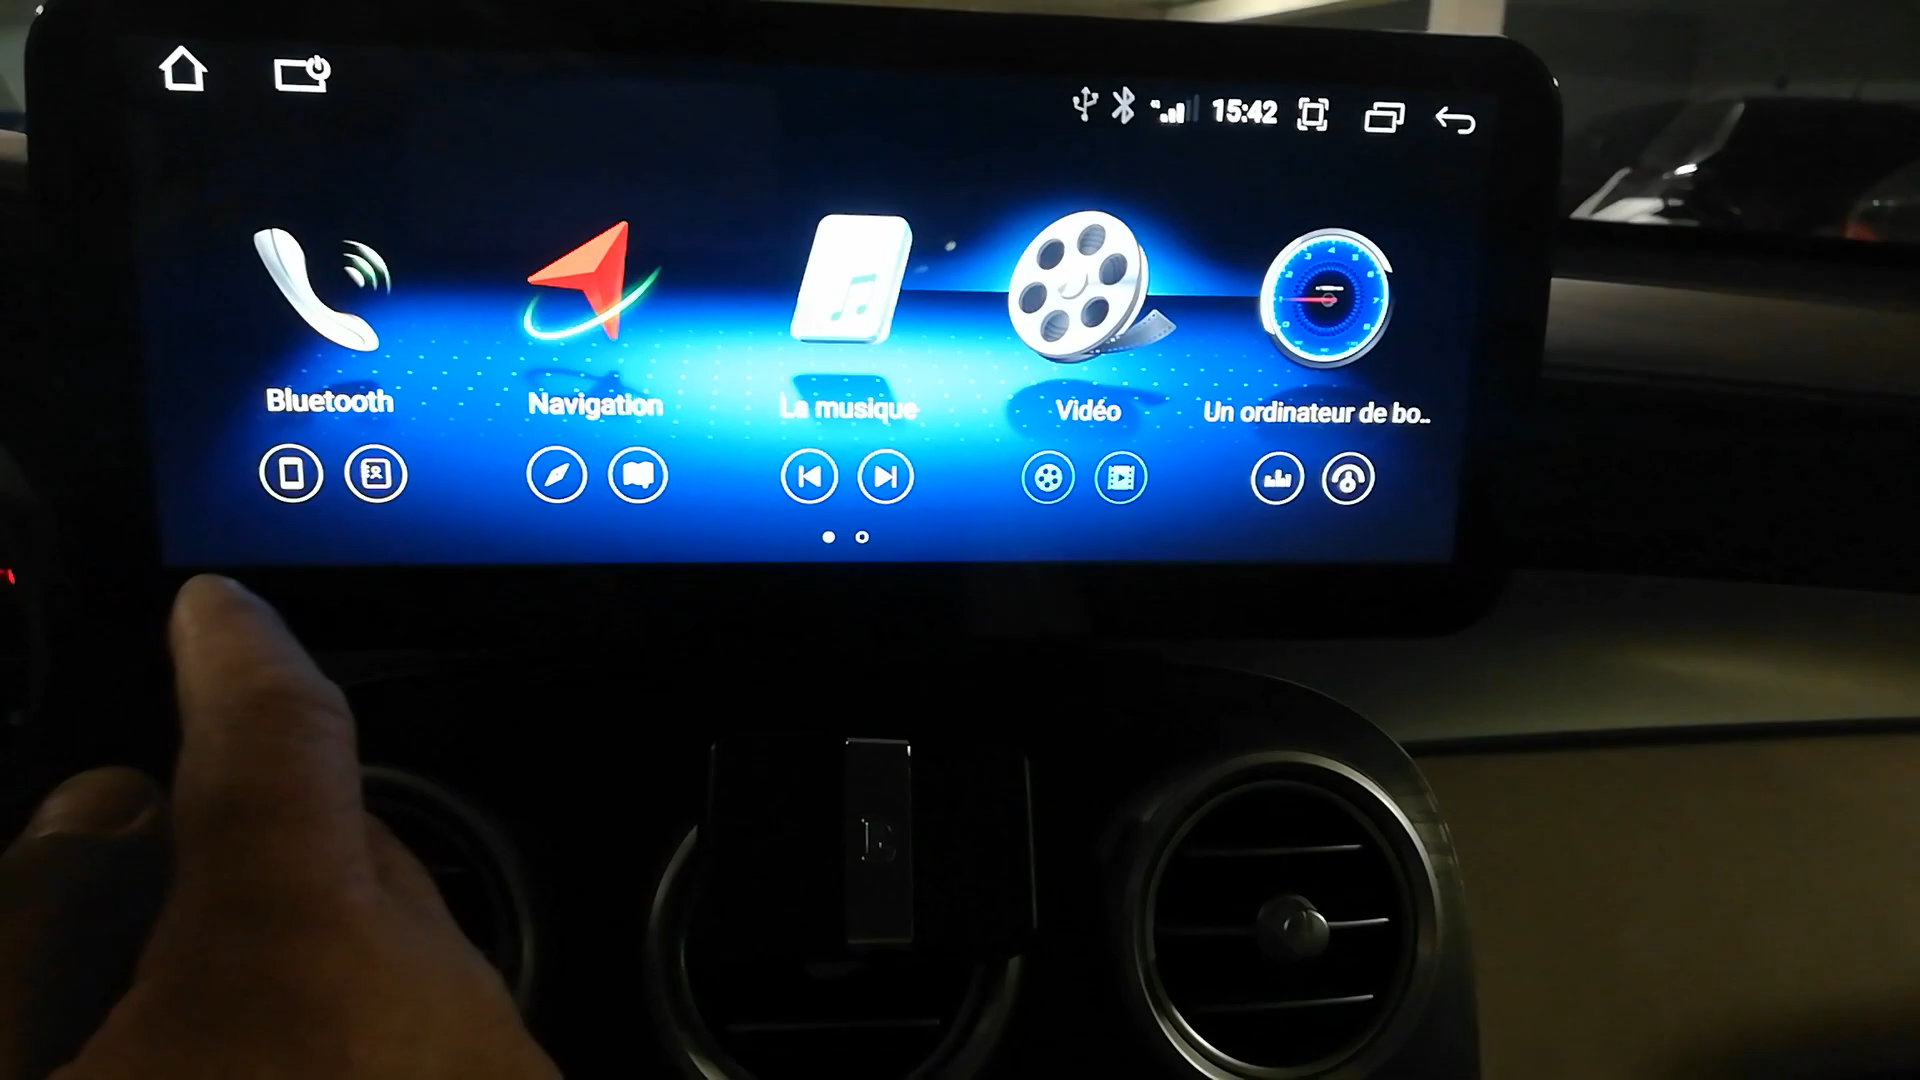 15:42
Bluetooth
Navigation
La musique
Vidéo
Un ordinateur de bo..